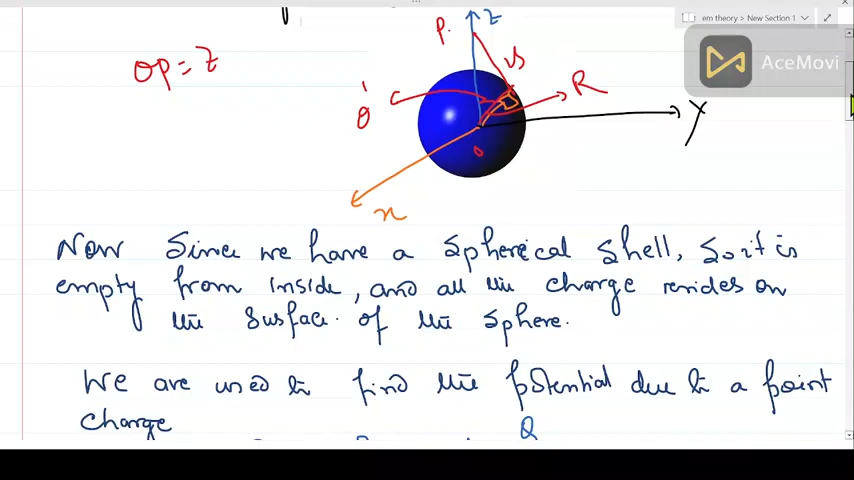 em theory > New Section 1
AceMovi
P.
z
OP = z
r
R
θ'
Y
O
x
Now Since we have a Spherical Shell, So it is
empty from inside, and all the charge resides on
the surface. of the sphere.
We are used to find the potential due to a point
charge
Q